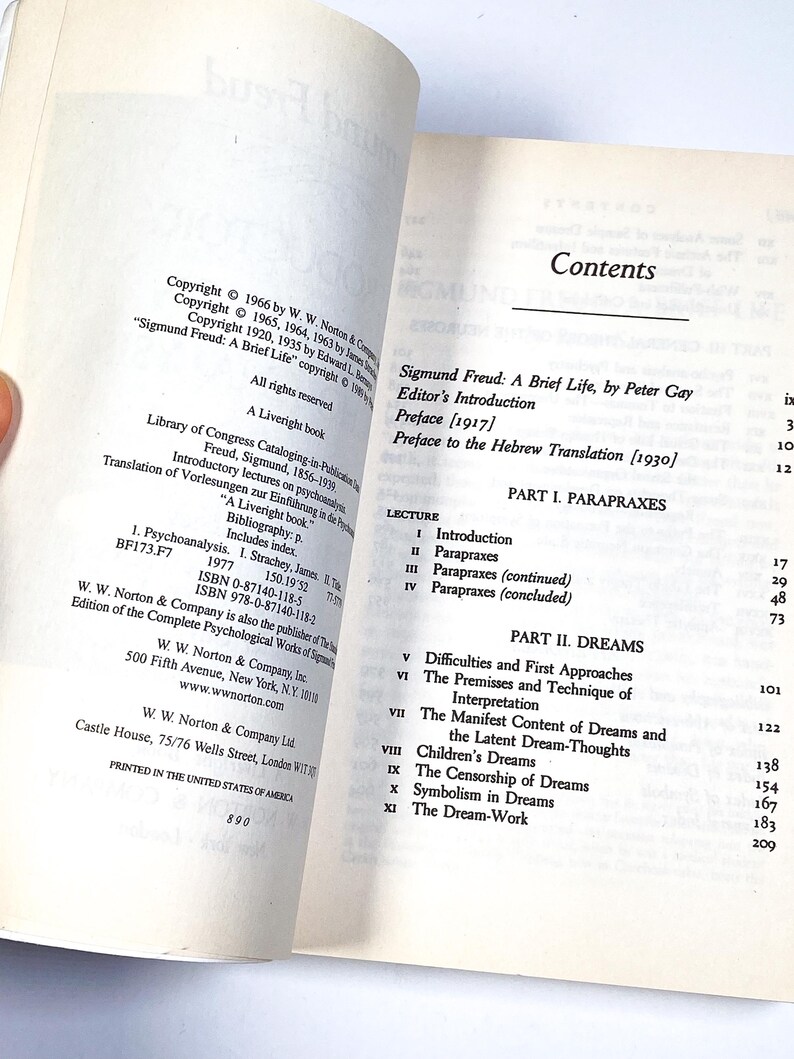 Copyright © 1966 by W. W. Norton &
Copyright © 1965, 1964, 1963 by James
Copyright 1920, 1935 by Edward L.
"Sigmund Freud: A Brief Life" copyright © 1989 by
All rights reserved
A Liveright book
Library of Congress Cataloging-in-Publication
Freud, Sigmund, 1856–1939
Introductory lectures on psychoanalysis.
Translation of Vorlesungen zur Einführung in die
"A Liveright book."
Bibliography: p.
Includes index.
1. Psychoanalysis. I. Strachey, James. II. Title.
BF173.F7 1977 150.19'52
ISBN 0-87140-118-5
ISBN 978-0-87140-118-2
W. W. Norton & Company is also the publisher of The
Edition of the Complete Psychological Works of Sigmund
W. W. Norton & Company, Inc.
500 Fifth Avenue, New York, N.Y. 10110
www.wwnorton.com
W. W. Norton & Company Ltd.
Castle House, 75/76 Wells Street, London W1T 3QT
PRINTED IN THE UNITED STATES OF AMERICA
8 9 0
Contents
Sigmund Freud: A Brief Life, by Peter Gay ix
Editor's Introduction 3
Preface [1917] 10
Preface to the Hebrew Translation [1930] 12
PART I. PARAPRAXES
LECTURE
I Introduction 17
II Parapraxes 29
III Parapraxes (continued) 48
IV Parapraxes (concluded) 73
PART II. DREAMS
V Difficulties and First Approaches 101
VI The Premisses and Technique of
Interpretation 122
VII The Manifest Content of Dreams and
the Latent Dream-Thoughts 138
VIII Children's Dreams 154
IX The Censorship of Dreams 167
X Symbolism in Dreams 183
XI The Dream-Work 209